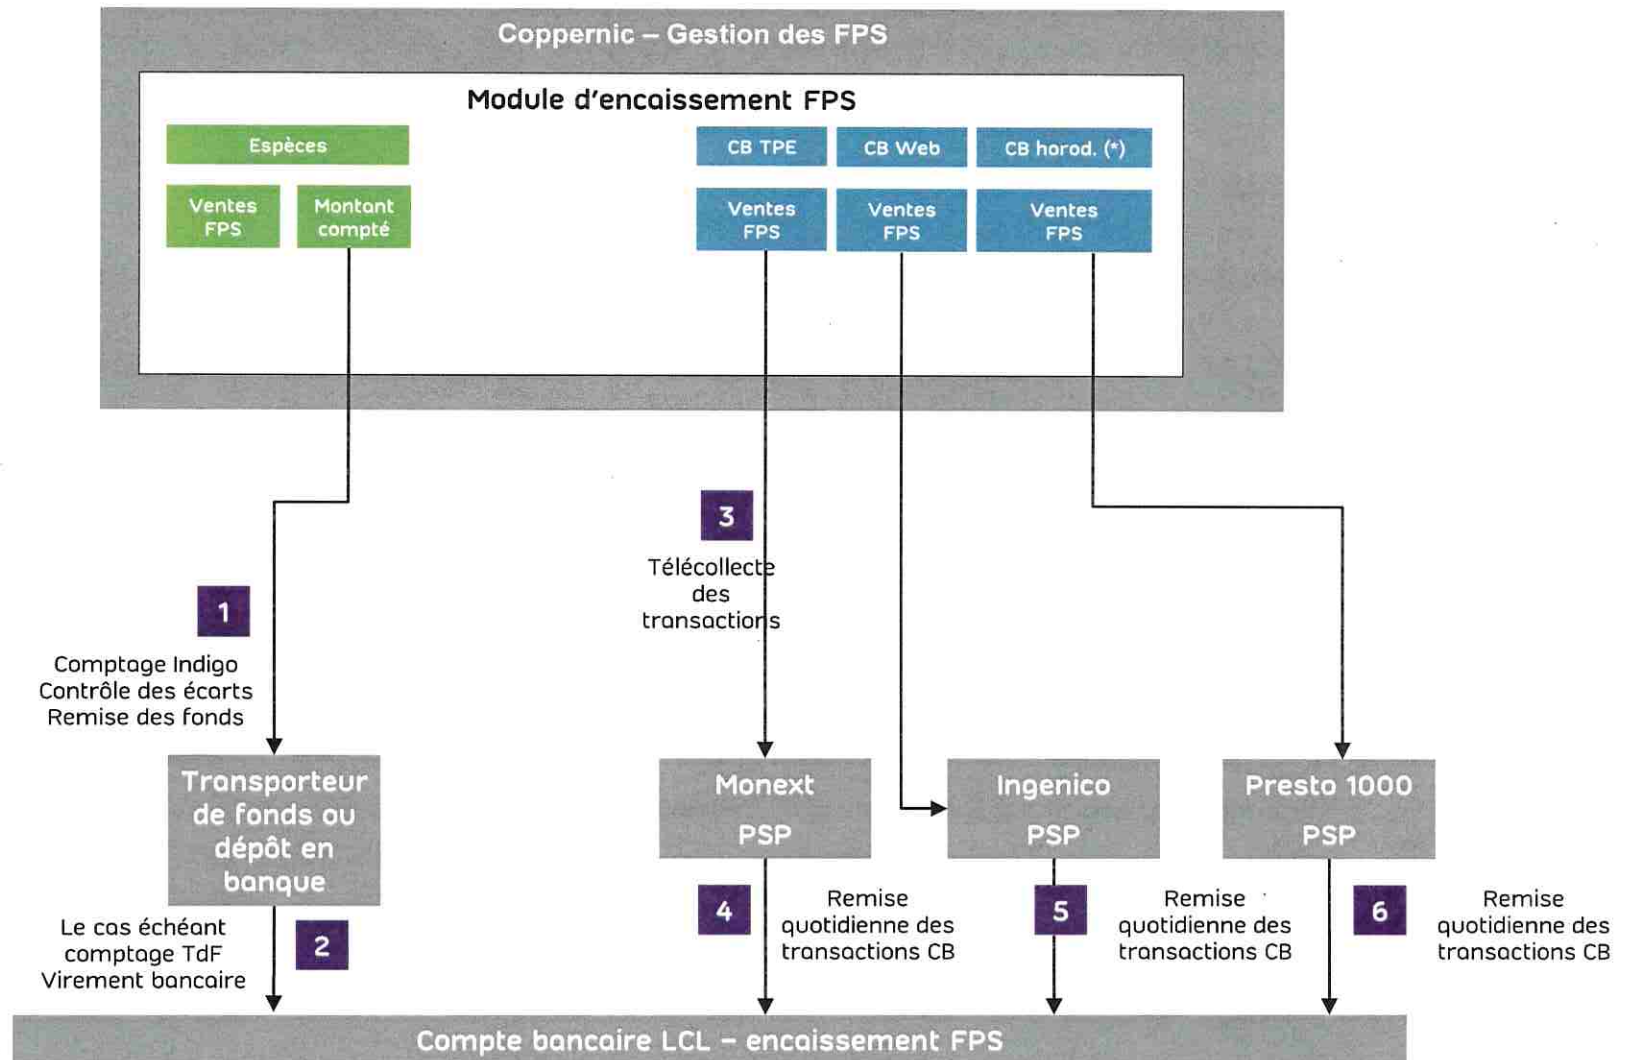 Coppernic – Gestion des FPS
Module d'encaissement FPS
Espèces
CB TPE
CB Web
CB horod. (*)
Ventes
FPS
Montant
compté
Ventes
FPS
Ventes
FPS
Ventes
FPS
3
Télécollecte
des
transactions
1
Comptage Indigo
Contrôle des écarts
Remise des fonds
Transporteur
de fonds ou
dépôt en
banque
Monext
PSP
Ingenico
PSP
Presto 1000
PSP
Le cas échéant
comptage TdF
Virement bancaire
2
4
Remise
quotidienne des
transactions CB
5
Remise
quotidienne des
transactions CB
6
Remise
quotidienne des
transactions CB
Compte bancaire LCL – encaissement FPS